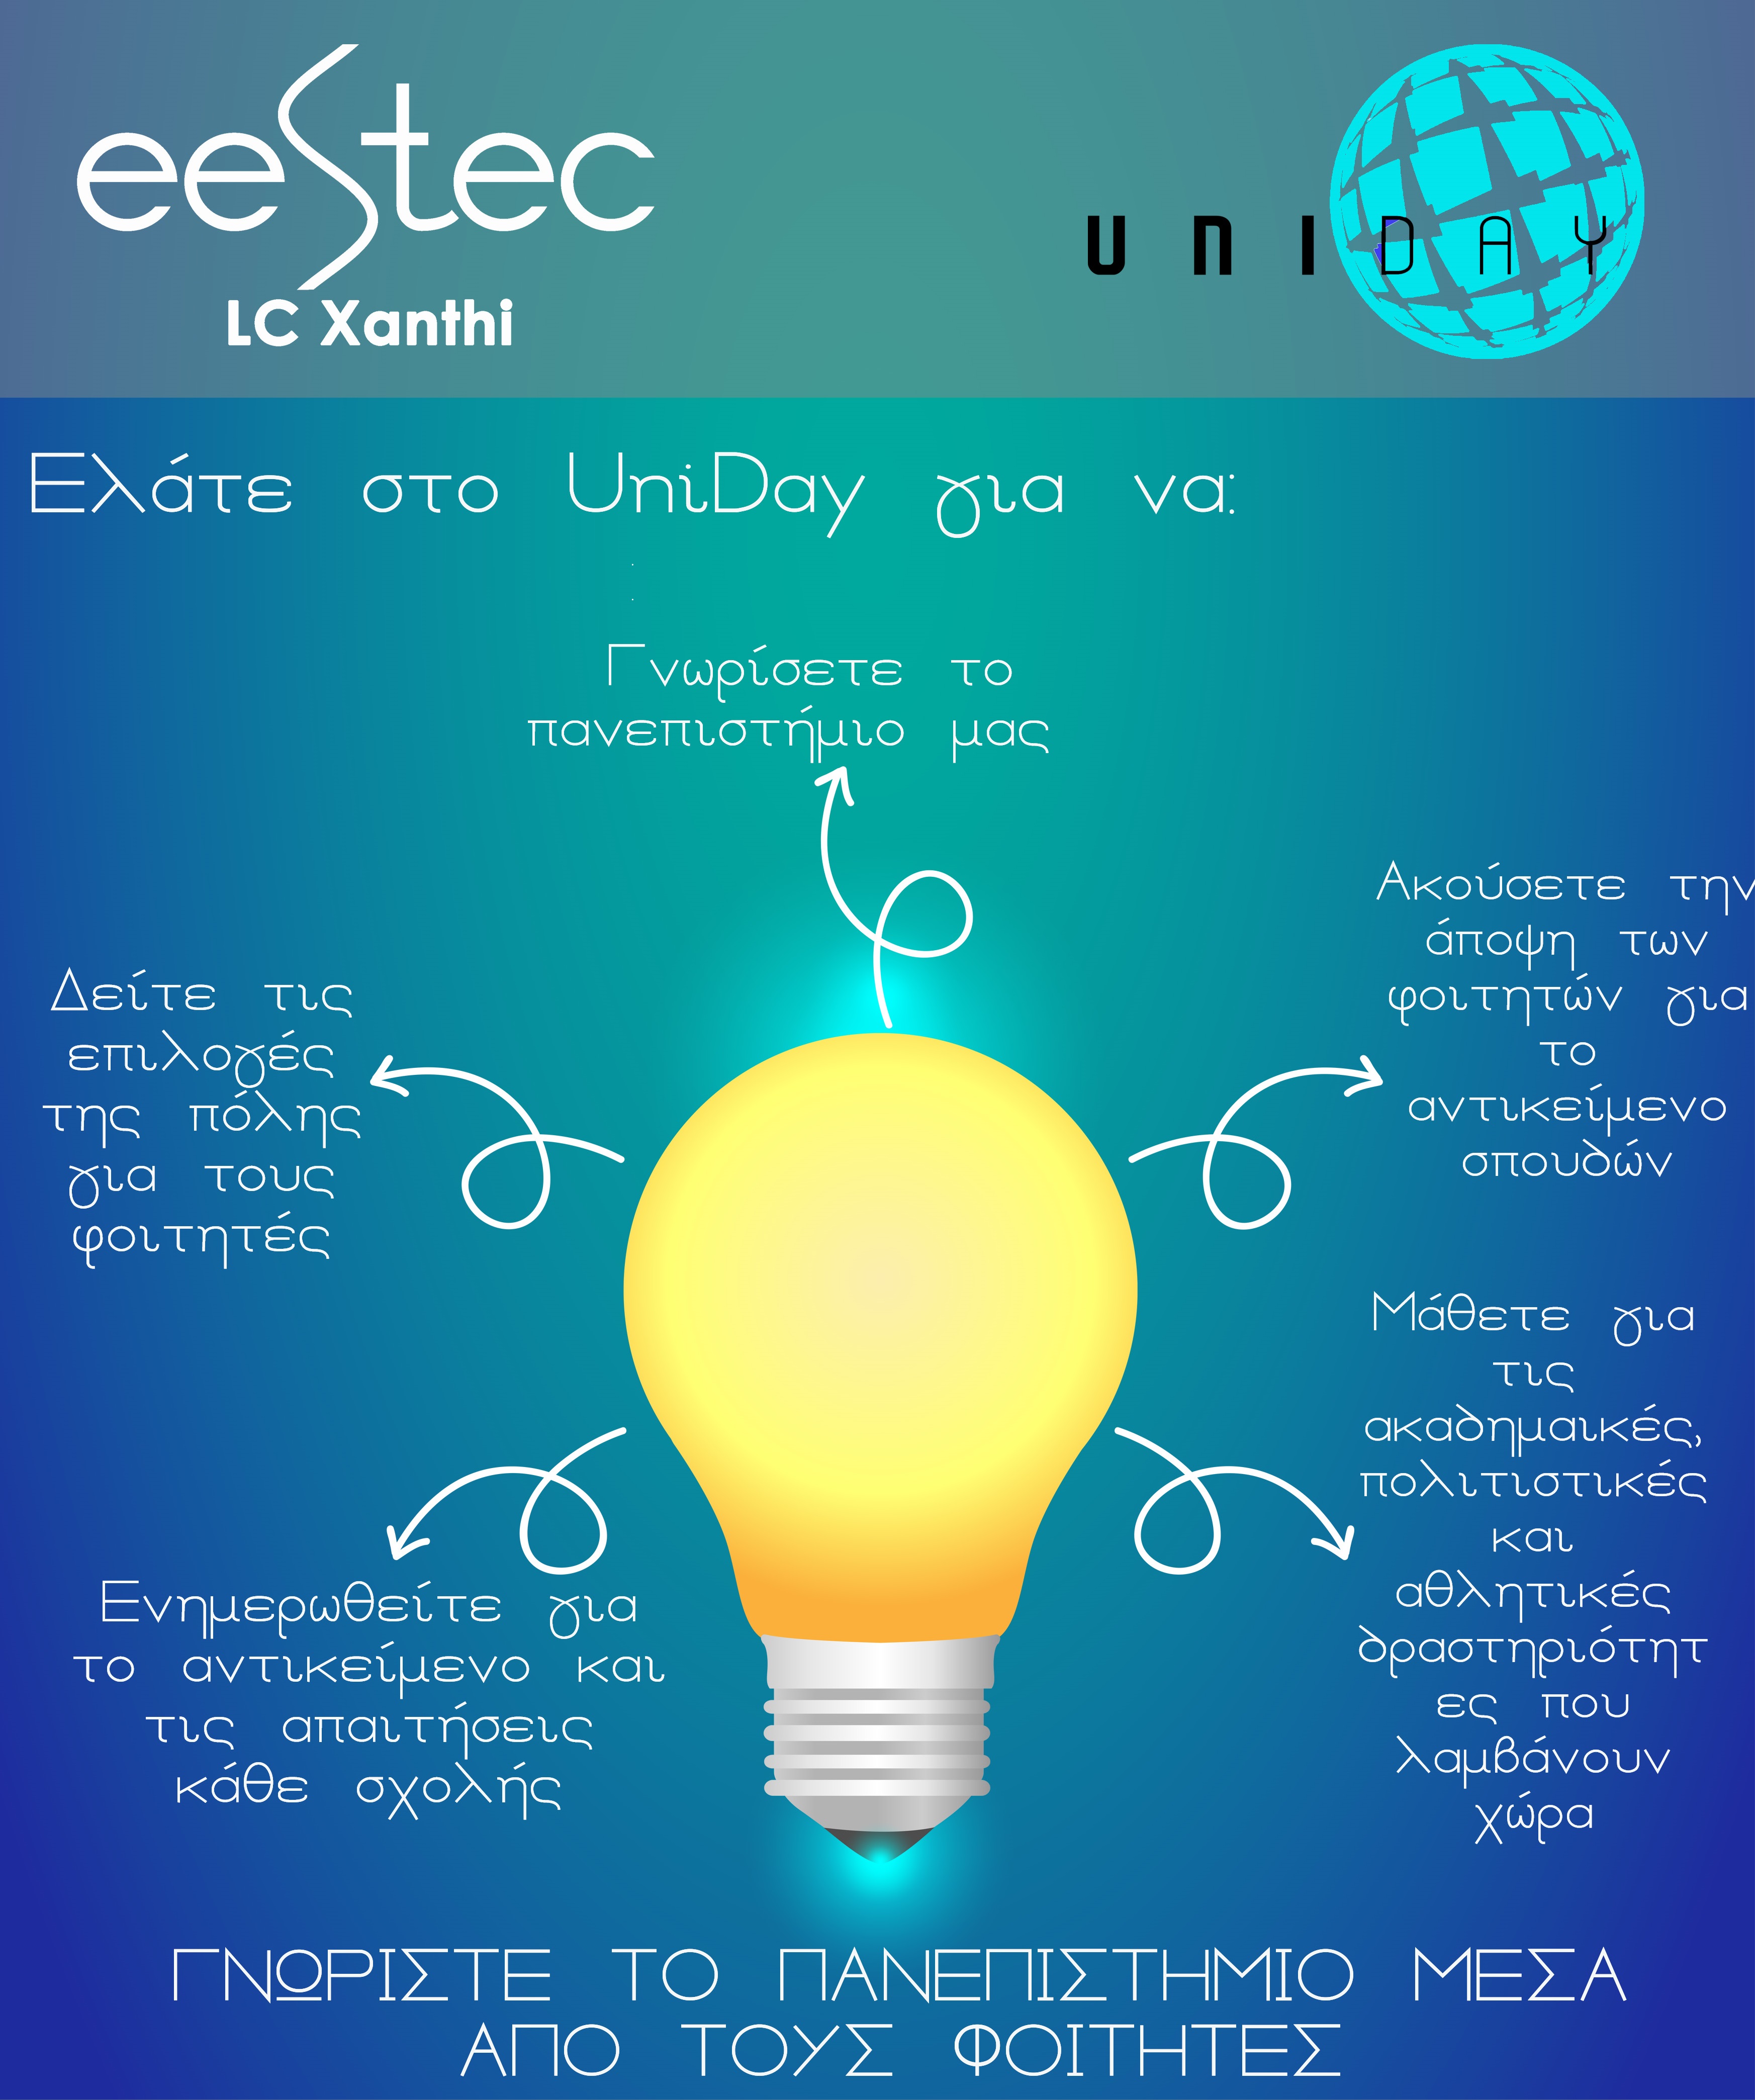 eestec
LC Xanthi
UNIDAY
Ελάτε στο UniDay για να:
Γνωρίσετε το
πανεπιστήμιο μας
Ακούσετε την
άποψη των
φοιτητών για
το
αντικείμενο
σπουδών
Δείτε τις
επιλογές
της πόλης
για τους
φοιτητές
Μάθετε για
τις
ακαδημαικές,
πολιτιστικές
και
αθλητικές
δραστηριότητ
ες που
λαμβάνουν
χώρα
Ενημερωθείτε για
το αντικείμενο και
τις απαιτήσεις
κάθε σχολής
ΓΝΩΡΙΣΤΕ ΤΟ ΠΑΝΕΠΙΣΤΗΜΙΟ ΜΕΣΑ
ΑΠΟ ΤΟΥΣ ΦΟΙΤΗΤΕΣ